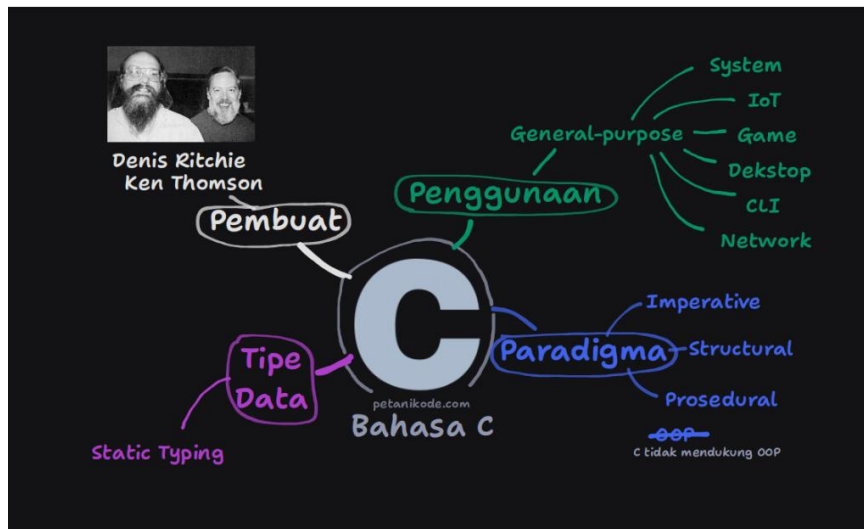 Denis Ritchie
Ken Thomson
Pembuat
Penggunaan
General-purpose
System
IoT
Game
Dekstop
CLI
Network
Paradigma
Imperative
Structural
Prosedural
OOP
C tidak mendukung OOP
Tipe
Data
Static Typing
C
petanikode.com
Bahasa C